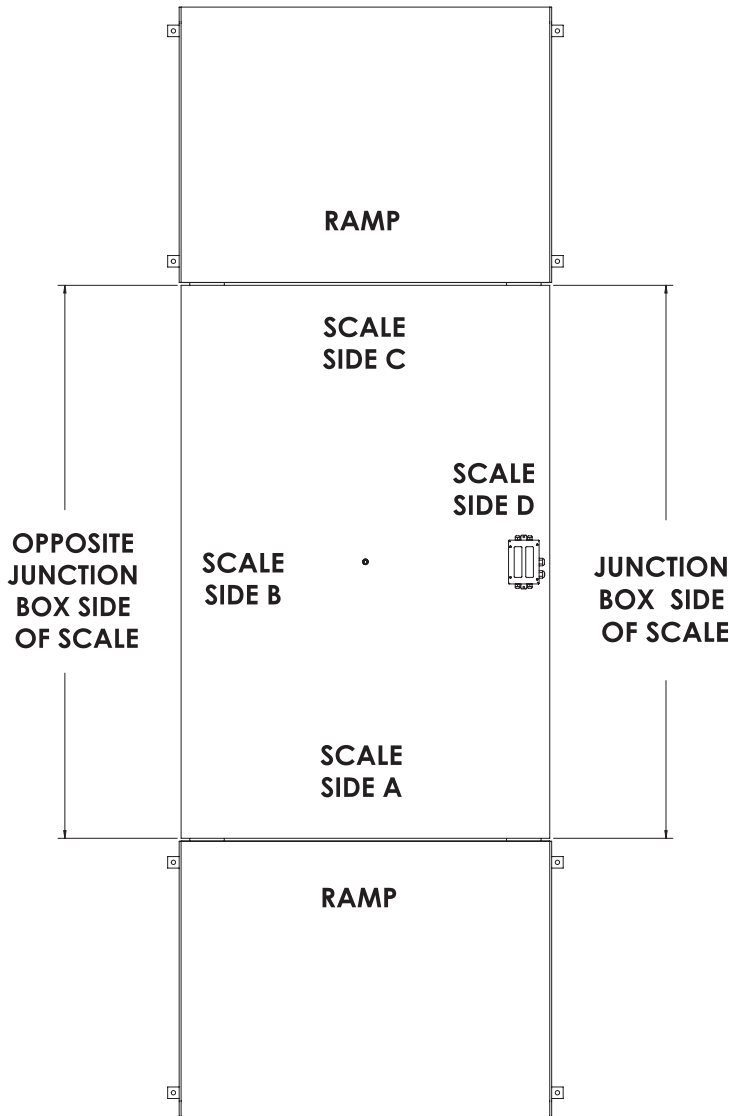 RAMP
SCALE
SIDE C
SCALE
SIDE D
OPPOSITE
JUNCTION
BOX SIDE
OF SCALE
SCALE
SIDE B
JUNCTION
BOX SIDE
OF SCALE
SCALE
SIDE A
RAMP